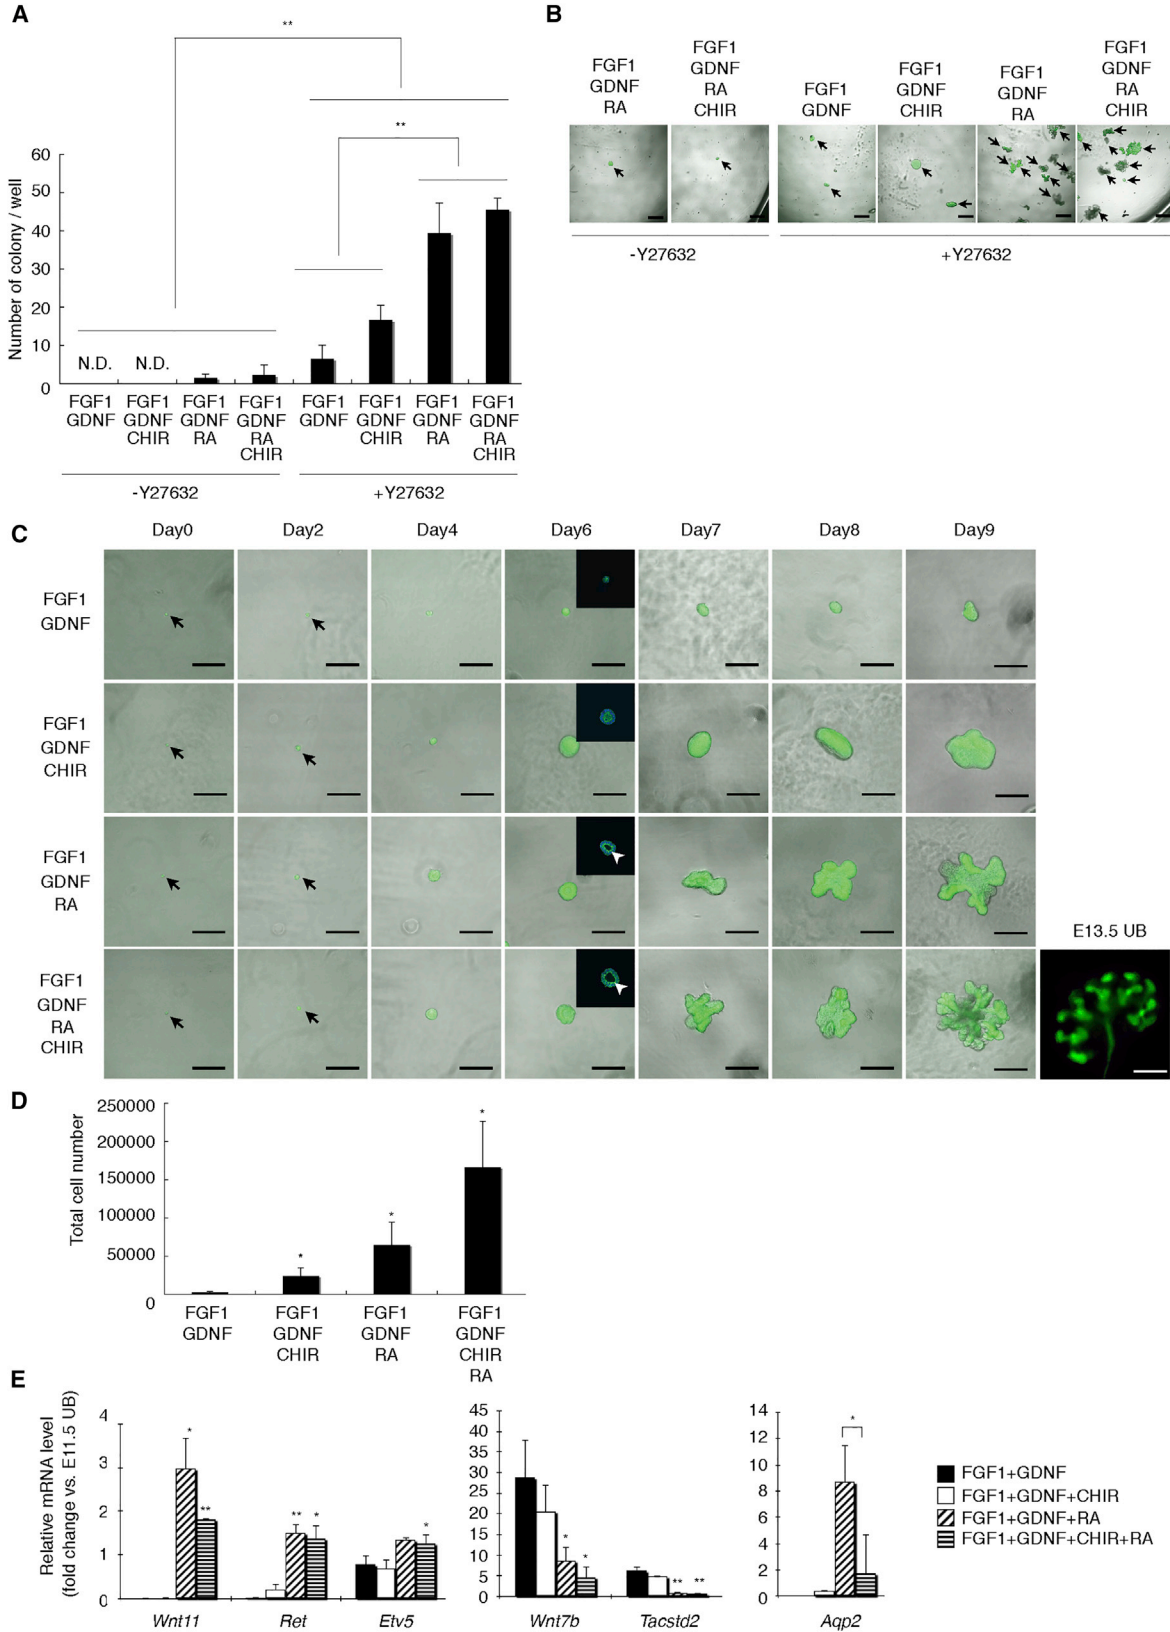 A
**
**
Number of colony / well
60
50
40
30
20
10
0
N.D.
N.D.
FGF1
GDNF
FGF1
GDNF
CHIR
FGF1
GDNF
RA
FGF1
GDNF
RA
CHIR
FGF1
GDNF
FGF1
GDNF
CHIR
FGF1
GDNF
RA
FGF1
GDNF
RA
CHIR
-Y27632
+Y27632
B
FGF1
GDNF
RA
FGF1
GDNF
RA
CHIR
FGF1
GDNF
FGF1
GDNF
CHIR
FGF1
GDNF
RA
FGF1
GDNF
RA
CHIR
-Y27632
+Y27632
C
Day0
Day2
Day4
Day6
Day7
Day8
Day9
FGF1
GDNF
FGF1
GDNF
CHIR
FGF1
GDNF
RA
FGF1
GDNF
RA
CHIR
E13.5 UB
D
Total cell number
250000
200000
150000
100000
50000
0
*
*
*
FGF1
GDNF
FGF1
GDNF
CHIR
FGF1
GDNF
RA
FGF1
GDNF
CHIR
RA
E
Relative mRNA level
(fold change vs. E11.5 UB)
4
3
2
1
0
*
**
**
*
*
Wnt11
Ret
Etv5
45
40
35
30
25
20
15
10
5
0
*
*
**
**
Wnt7b
Tacstd2
14
12
10
8
6
4
2
0
*
Aqp2
FGF1+GDNF
FGF1+GDNF+CHIR
FGF1+GDNF+RA
FGF1+GDNF+CHIR+RA